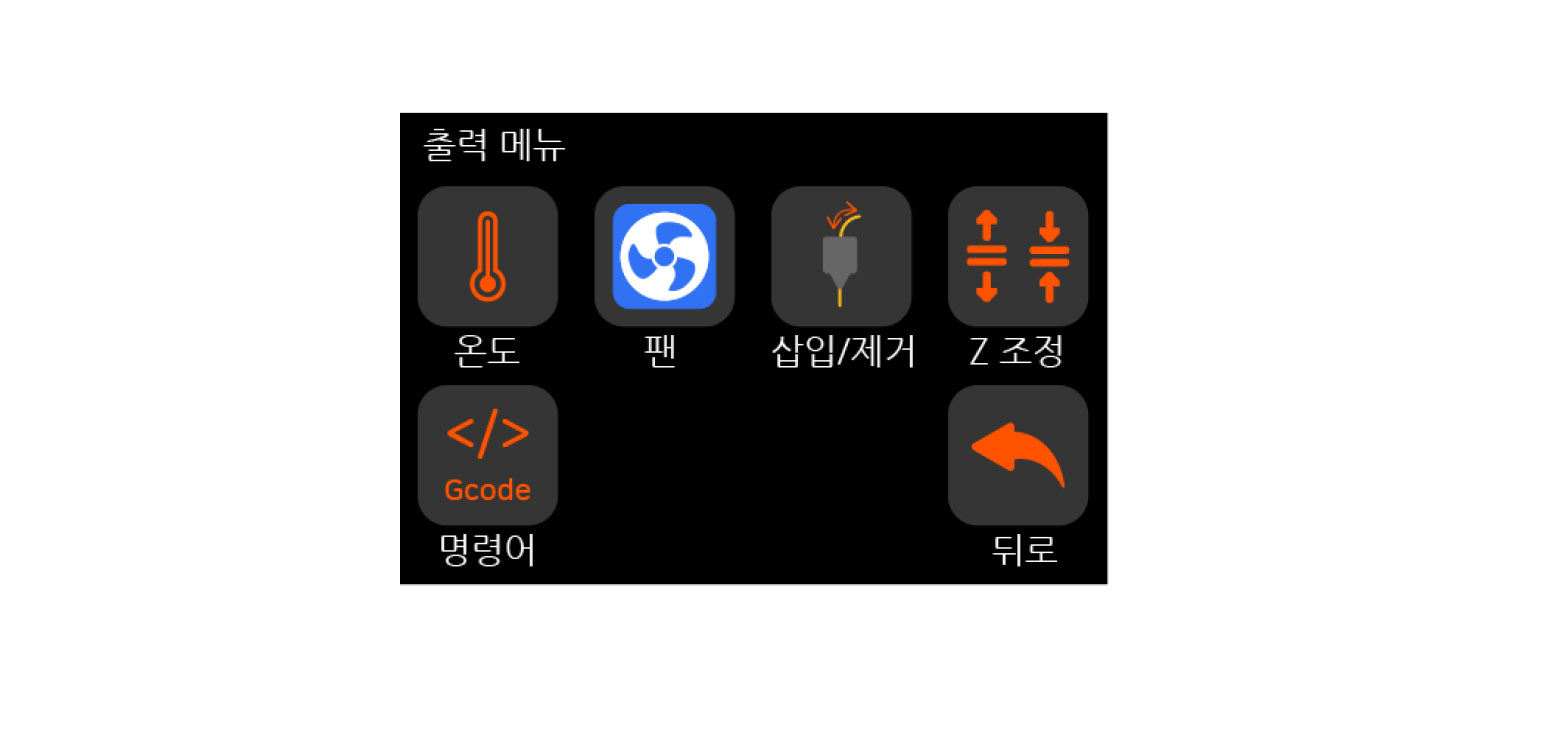 출력 메뉴
온도
팬
삽입/제거
Z 조정
</>
Gcode
명령어
뒤로